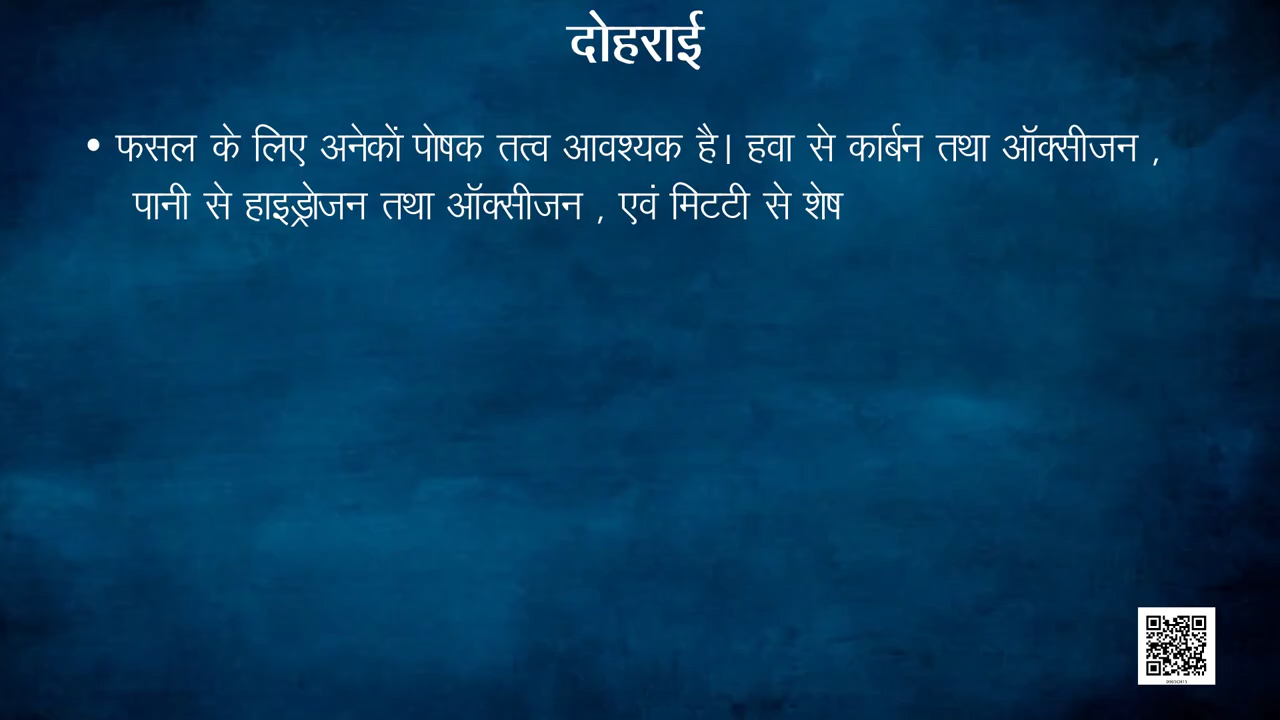 दोहराई
• फसल के लिए अनेकों पोषक तत्व आवश्यक है। हवा से कार्बन तथा ऑक्सीजन ,
पानी से हाइड्रोजन तथा ऑक्सीजन , एवं मिटटी से शेष